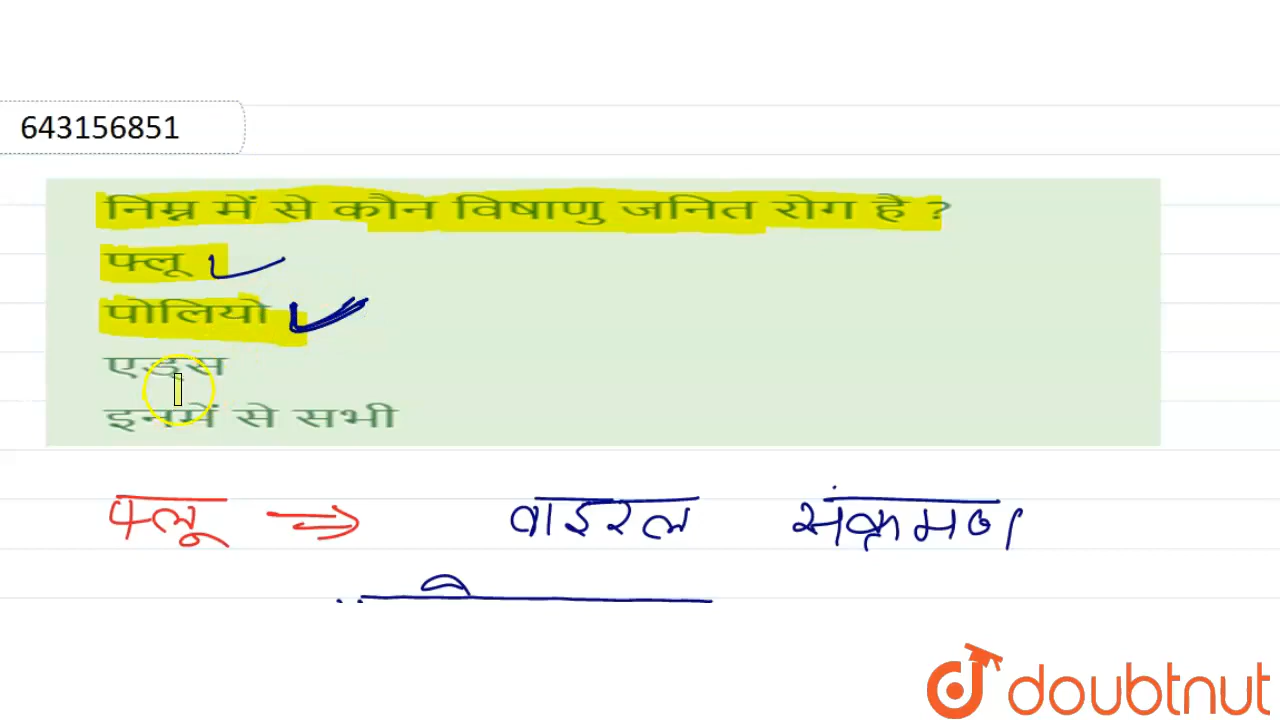 643156851
निम्न में से कौन विषाणु जनित रोग है ?
फ्लू
पोलियो
एड्स
इनमें से सभी
फ्लू वाइरल संक्रमण
doubtnut